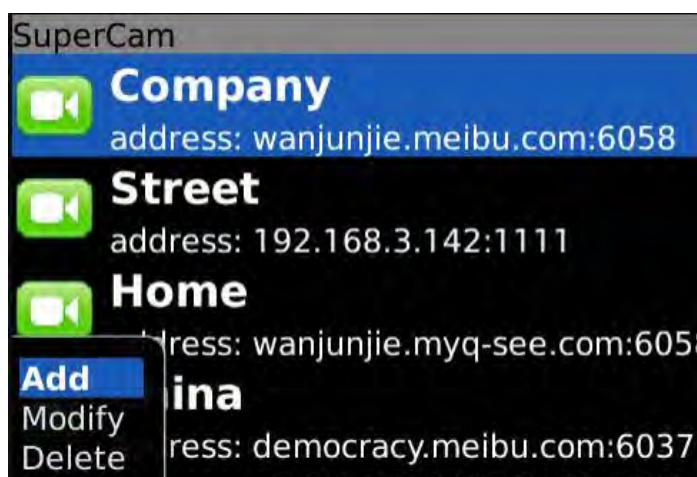 SuperCam
Company
address: wanjunjie.meibu.com:6058
Street
address: 192.168.3.142:1111
Home
dress: wanjunjie.myq-see.com:605
Add
ina
Modify
ress: democracy.meibu.com:6037
Delete